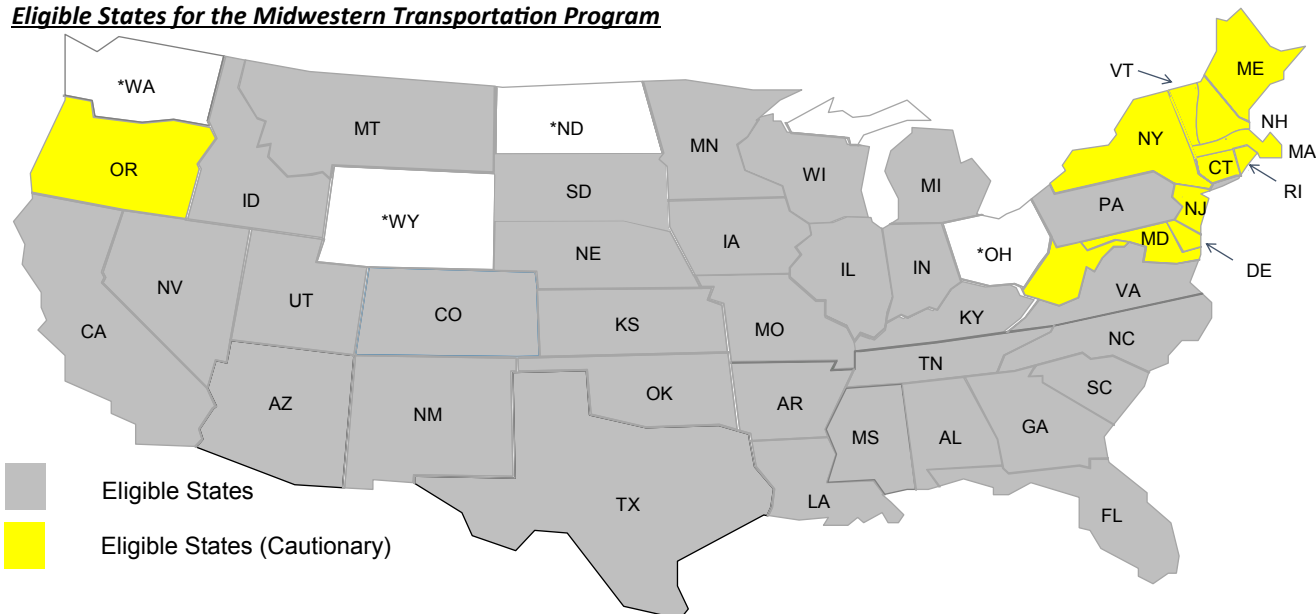 Eligible States for the Midwestern Transportation Program
*WA
VT
ME
MT
*ND
NH
MN
NY
MA
OR
WI
CT
MI
RI
ID
SD
PA
NJ
*WY
IA
MD
NE
*OH
DE
IL
IN
NV
UT
VA
CO
KS
KY
CA
MO
NC
TN
OK
SC
AZ
AR
NM
GA
MS
AL
Eligible States
TX
LA
FL
Eligible States (Cautionary)